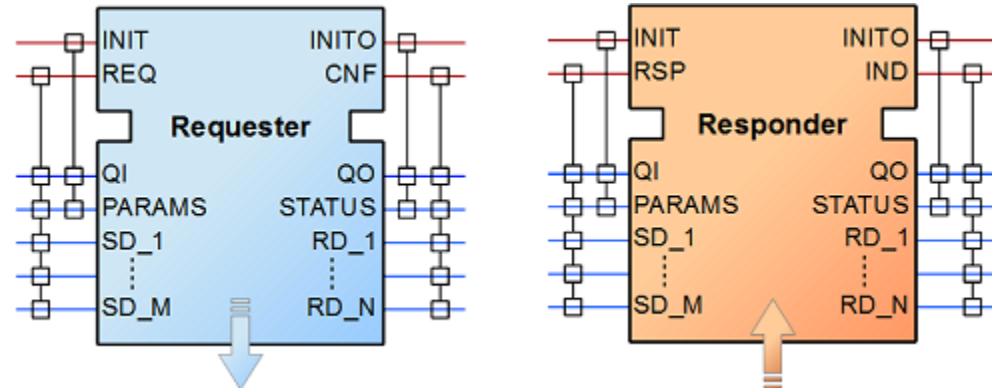 INIT INITO
REQ CNF
Requester
QI QO
PARAMS STATUS
SD_1 RD_1
SD_M RD_N
INIT INITO
RSP IND
Responder
QI QO
PARAMS STATUS
SD_1 RD_1
SD_M RD_N